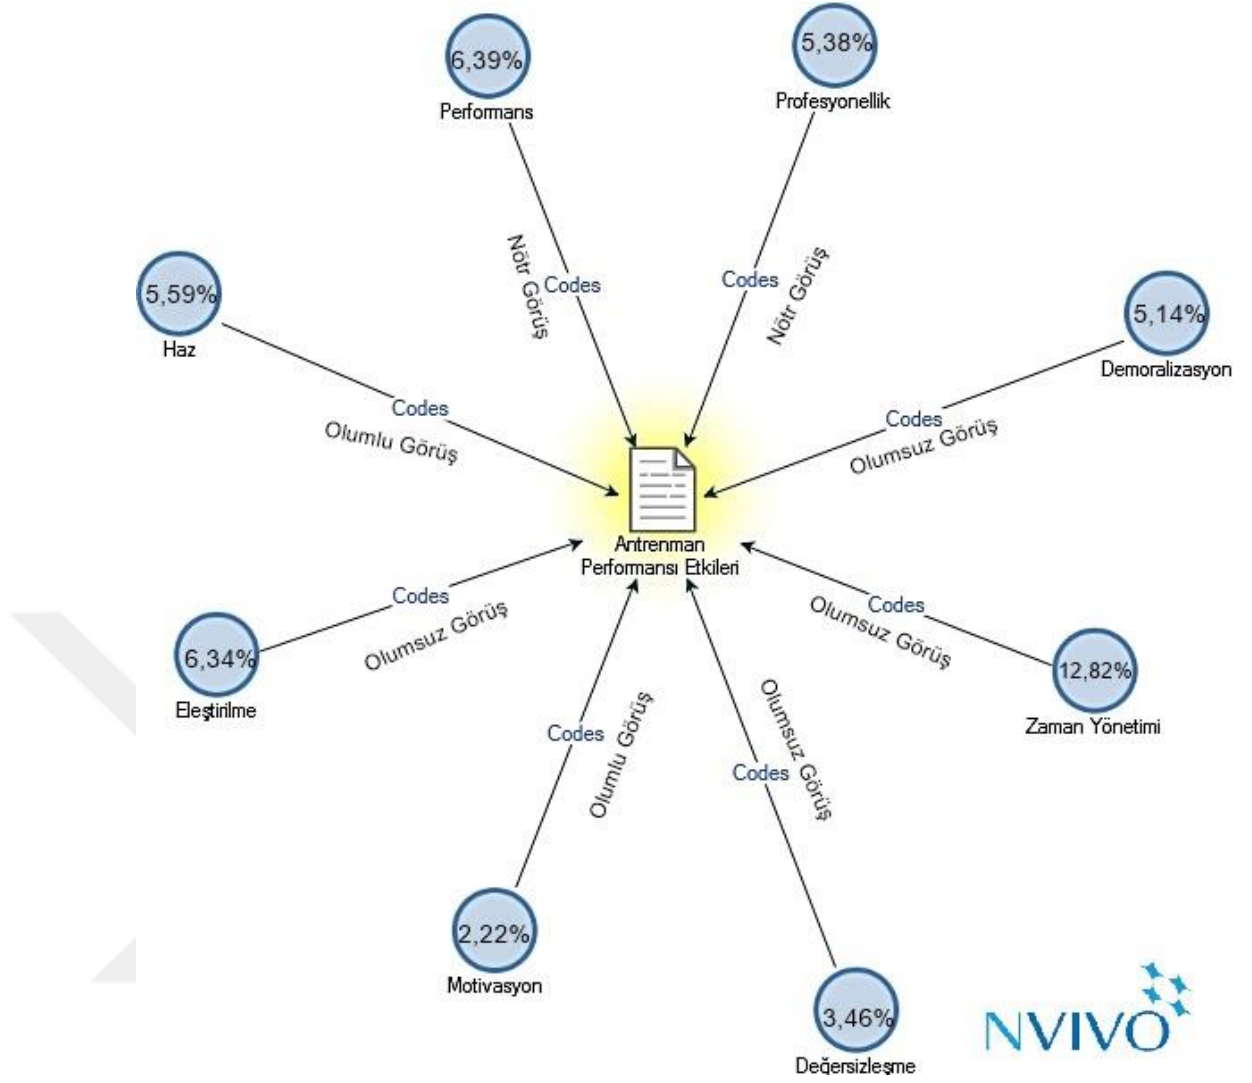 6,39%
Performans
5,38%
Profesyonellik
Nötr Görüş
Codes
Codes
Nötr Görüş
5,59%
Haz
5,14%
Demoralizasyon
Codes
Olumlu Görüş
Codes
Olumsuz Görüş
Antrenman
Performansı Etkileri
6,34%
Eleştirilme
Codes
Olumsuz Görüş
Codes
Olumsuz Görüş
12,82%
Zaman Yönetimi
Codes
Olumlu Görüş
Codes
Olumsuz Görüş
2,22%
Motivasyon
3,46%
Değersizleşme
NVIVO